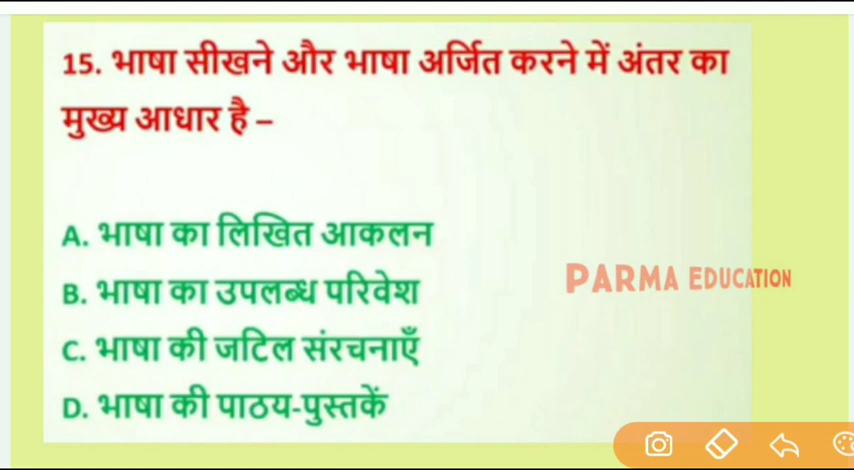 15. भाषा सीखने और भाषा अर्जित करने में अंतर का
मुख्य आधार है –
A. भाषा का लिखित आकलन
B. भाषा का उपलब्ध परिवेश
PARMA EDUCATION
C. भाषा की जटिल संरचनाएँ
D. भाषा की पाठय-पुस्तकें